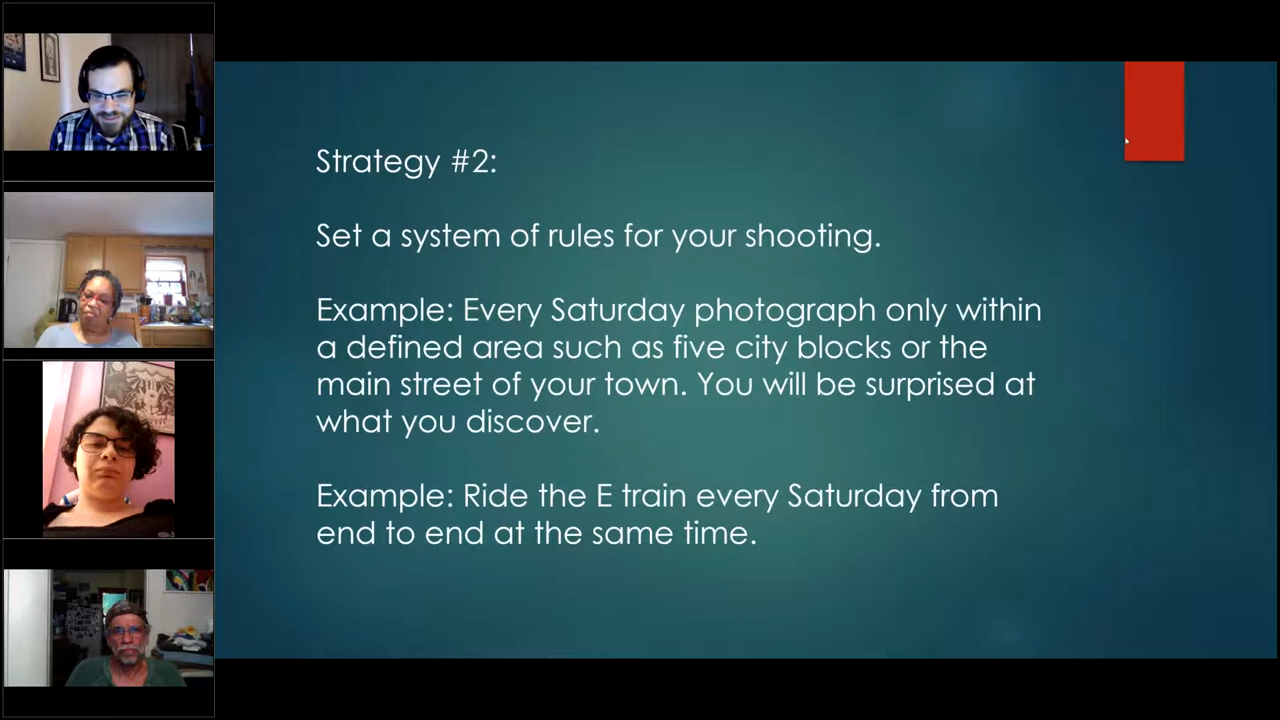 Strategy #2:
Set a system of rules for your shooting.
Example: Every Saturday photograph only within
a defined area such as five city blocks or the
main street of your town. You will be surprised at
what you discover.
Example: Ride the E train every Saturday from
end to end at the same time.